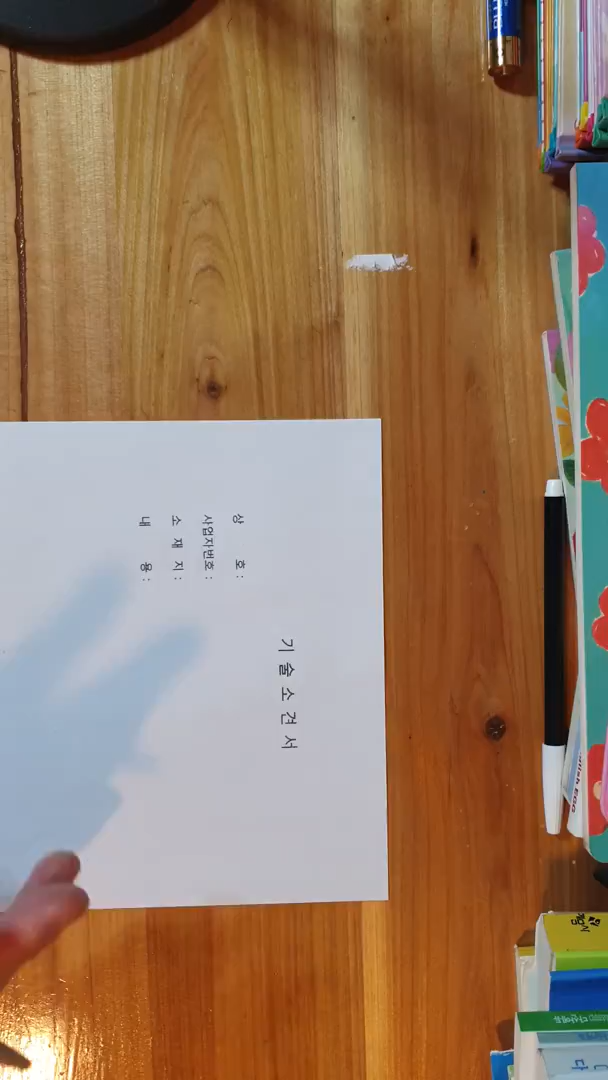 기 술 소 견 서
상 호 :
사업자번호 :
소 재 지 :
내 용 :